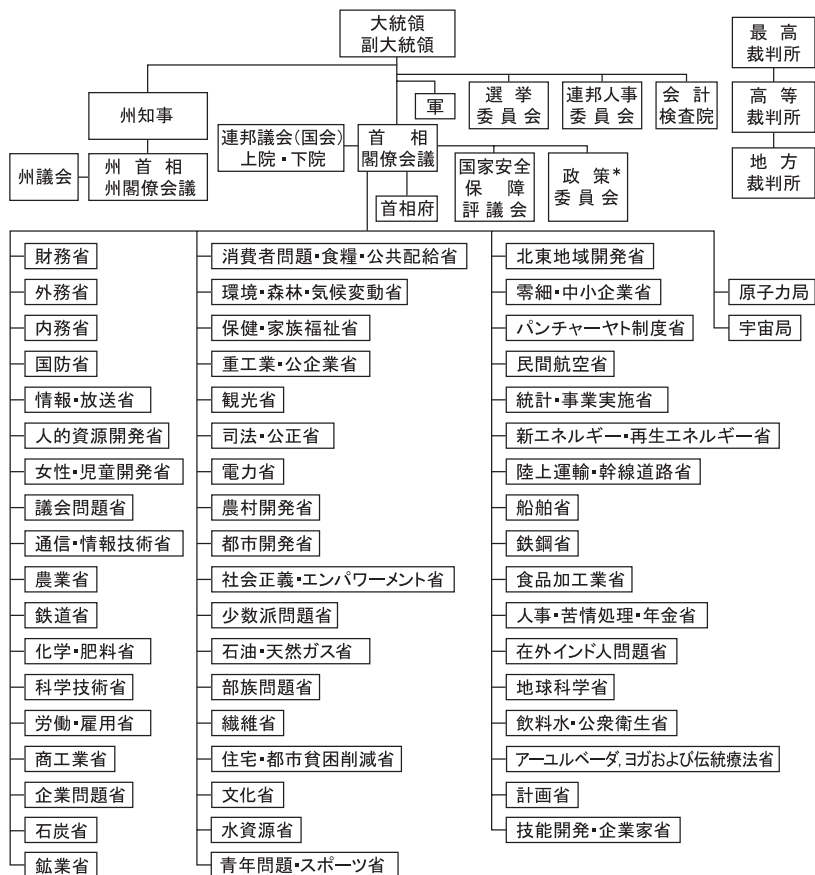 大統領
副大統領
最高
裁判所
州知事
軍
選挙
委員会
連邦人事
委員会
会計
検査院
高等
裁判所
州議会
州首相
州閣僚会議
連邦議会(国会)
上院・下院
首相
閣僚会議
首相府
国家安全
保障
評議会
政策*
委員会
地方
裁判所
財務省
外務省
内務省
国防省
情報・放送省
人的資源開発省
女性・児童開発省
議会問題省
通信・情報技術省
農業省
鉄道省
化学・肥料省
科学技術省
労働・雇用省
商工業省
企業問題省
石炭省
鉱業省
消費者問題・食糧・公共配給省
環境・森林・気候変動省
保健・家族福祉省
重工業・公企業省
観光省
司法・公正省
電力省
農村開発省
都市開発省
社会正義・エンパワーメント省
少数派問題省
石油・天然ガス省
部族問題省
繊維省
住宅・都市貧困削減省
文化省
水資源省
青年問題・スポーツ省
北東地域開発省
零細・中小企業省
パンチャーヤト制度省
民間航空省
統計・事業実施省
新エネルギー・再生エネルギー省
陸上運輸・幹線道路省
船舶省
鉄鋼省
食品加工業省
人事・苦情処理・年金省
在外インド人問題省
地球科学省
飲料水・公衆衛生省
アーユルベーダ,ヨガおよび伝統療法省
計画省
技能開発・企業家省
原子力局
宇宙局